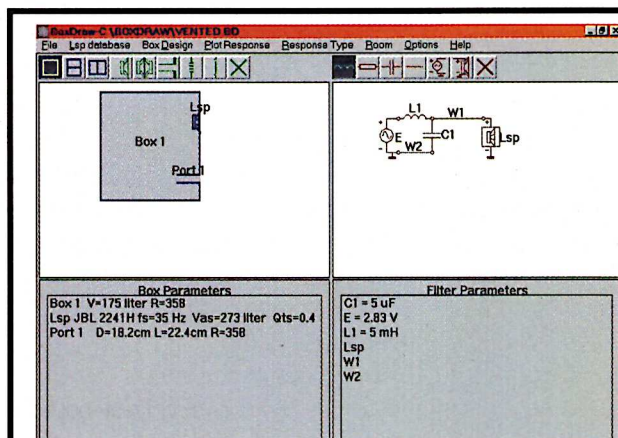 BoxDraw-C:\BOXDRAW\VENTED.BD
File Lsp database Box Design Plot Response Response Type Room Options Help
Lsp
Box 1
Port 1
L1 W1
E C1 Lsp
W2
Box Parameters
Box 1 V=175 liter R=358
Lsp JBL 2241H fs=35 Hz Vas=273 liter Qts=0.4
Port 1 D=18.2cm L=22.4cm R=358
Filter Parameters
C1 = 5 uF
E = 2.83 V
L1 = 5 mH
Lsp
W1
W2